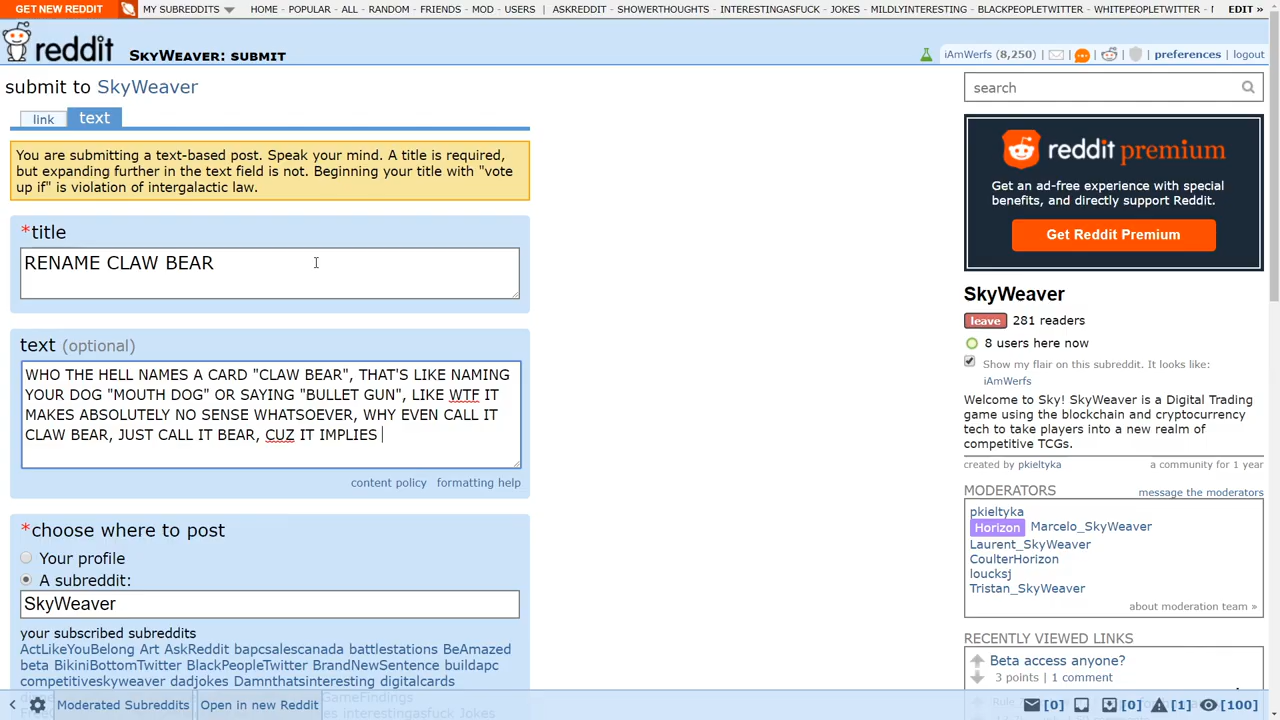 GET NEW REDDIT MY SUBREDDITS HOME - POPULAR - ALL - RANDOM - FRIENDS - MOD - USERS | ASKREDDIT - SHOWERTHOUGHTS - INTERESTINGASFUCK - JOKES - MILDLYINTERESTING - BLACKPEOPLETWITTER - WHITEPEOPLETWITTER - EDIT »
reddit SKYWEAVER: SUBMIT
iAmWerfs (8,250) | | | | | preferences | logout
submit to SkyWeaver
search
link text
You are submitting a text-based post. Speak your mind. A title is required,
but expanding further in the text field is not. Beginning your title with "vote
up if" is violation of intergalactic law.
*title
RENAME CLAW BEAR
text (optional)
WHO THE HELL NAMES A CARD "CLAW BEAR", THAT'S LIKE NAMING
YOUR DOG "MOUTH DOG" OR SAYING "BULLET GUN", LIKE WTF IT
MAKES ABSOLUTELY NO SENSE WHATSOEVER, WHY EVEN CALL IT
CLAW BEAR, JUST CALL IT BEAR, CUZ IT IMPLIES
content policy formatting help
*choose where to post
Your profile
A subreddit:
SkyWeaver
your subscribed subreddits
ActLikeYouBelong Art AskReddit bapcsalescanada battlestations BeAmazed
beta BikiniBottomTwitter BlackPeopleTwitter BrandNewSentence buildapc
competitiveskyweaver dadjokes Damnthatsinteresting digitalcards
GameFindings
interestingasfuck Jokes
reddit premium
Get an ad-free experience with special
benefits, and directly support Reddit.
Get Reddit Premium
SkyWeaver
leave 281 readers
8 users here now
Show my flair on this subreddit. It looks like:
iAmWerfs
Welcome to Sky! SkyWeaver is a Digital Trading
game using the blockchain and cryptocurrency
tech to take players into a new realm of
competitive TCGs.
created by pkieltyka a community for 1 year
MODERATORS message the moderators
pkieltyka
Horizon Marcelo_SkyWeaver
Laurent_SkyWeaver
CoulterHorizon
loucksj
Tristan_SkyWeaver
about moderation team »
RECENTLY VIEWED LINKS
Beta access anyone?
3 points | 1 comment
< Moderated Subreddits Open in new Reddit [0] [0] [1] [100]